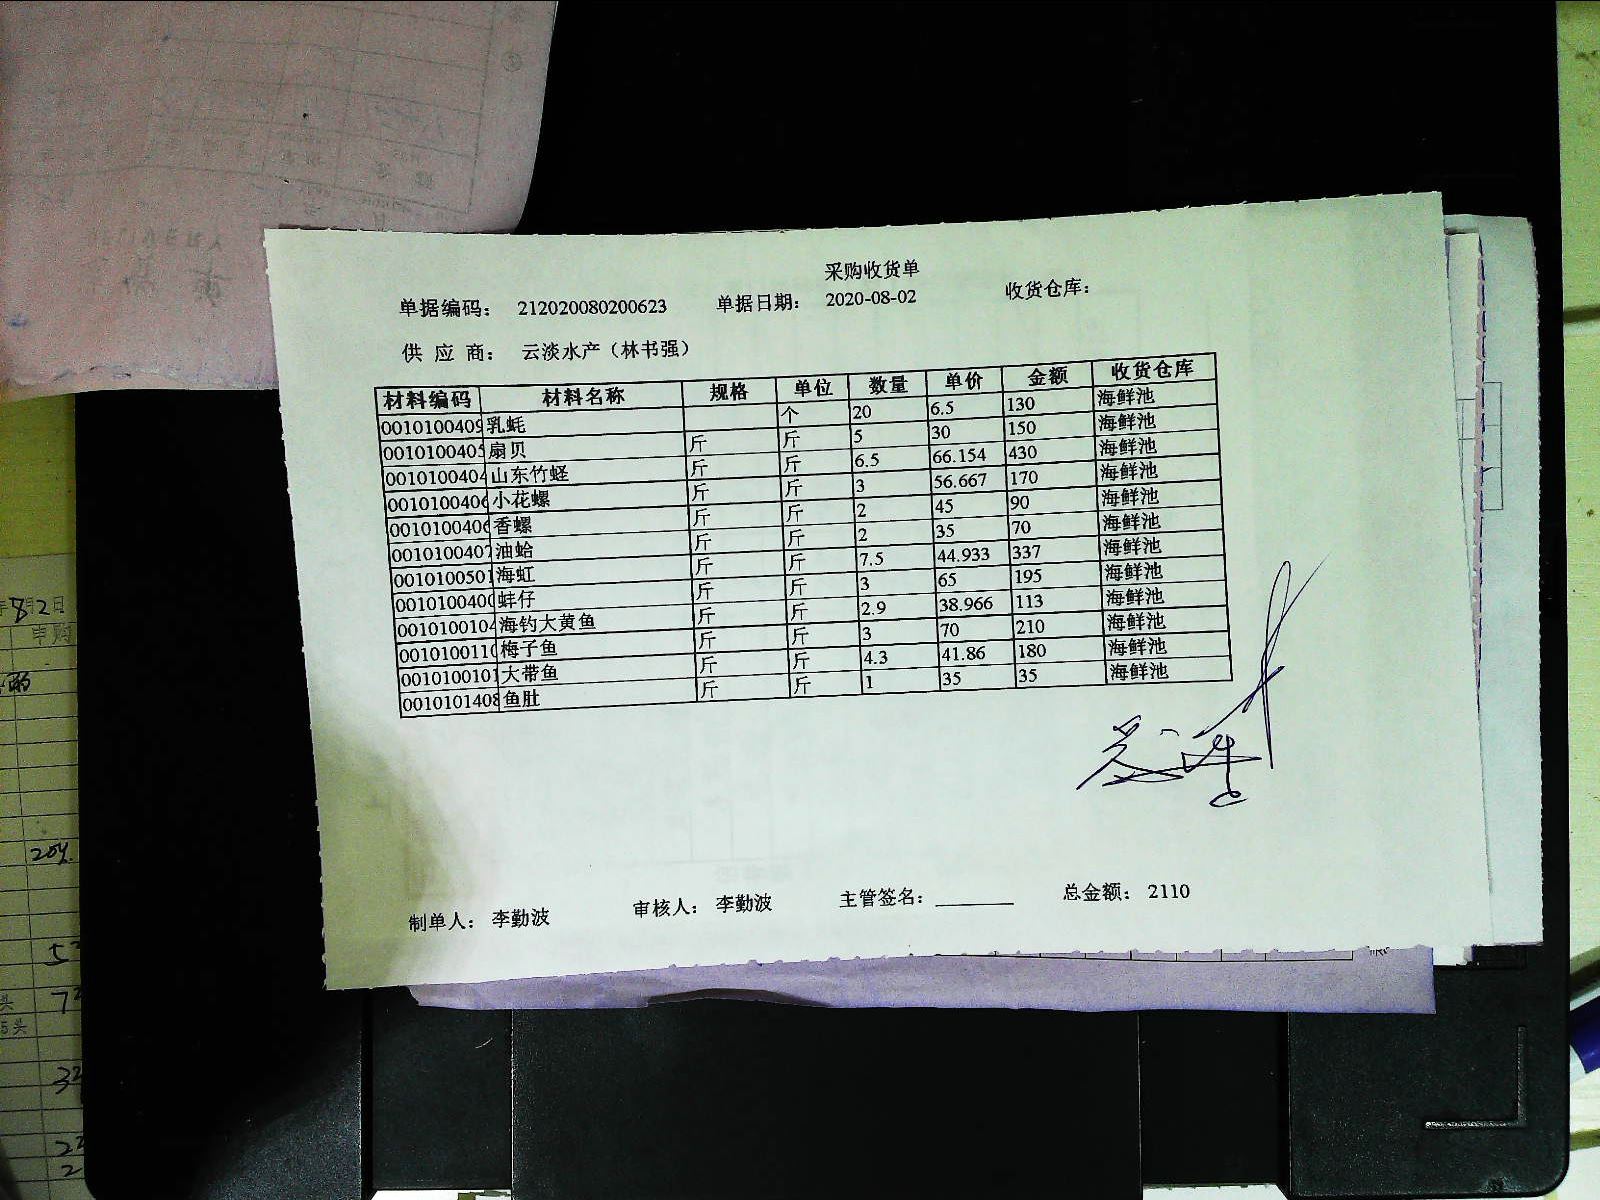 采购收货单
单据编码： 212020080200623 单据日期： 2020-08-02 收货仓库：
供 应 商： 云淡水产（林书强）
材料编码 材料名称 规格 单位 数量 单价 金额 收货仓库
0010100409 乳蚝 个 20 6.5 130 海鲜池
0010100405 扇贝 斤 斤 5 30 150 海鲜池
0010100404 山东竹蛏 斤 斤 6.5 66.154 430 海鲜池
0010100406 小花螺 斤 斤 3 56.667 170 海鲜池
0010100406 香螺 斤 斤 2 45 90 海鲜池
0010100407 油蛤 斤 斤 2 35 70 海鲜池
0010100501 海虹 斤 斤 7.5 44.933 337 海鲜池
0010100400 蚌仔 斤 斤 3 65 195 海鲜池
0010100104 海钓大黄鱼 斤 斤 2.9 38.966 113 海鲜池
0010100110 梅子鱼 斤 斤 3 70 210 海鲜池
0010100101 大带鱼 斤 斤 4.3 41.86 180 海鲜池
0010101408 鱼肚 斤 斤 1 35 35 海鲜池
制单人： 李勤波 审核人： 李勤波 主管签名： 总金额： 2110
8月2日
申购